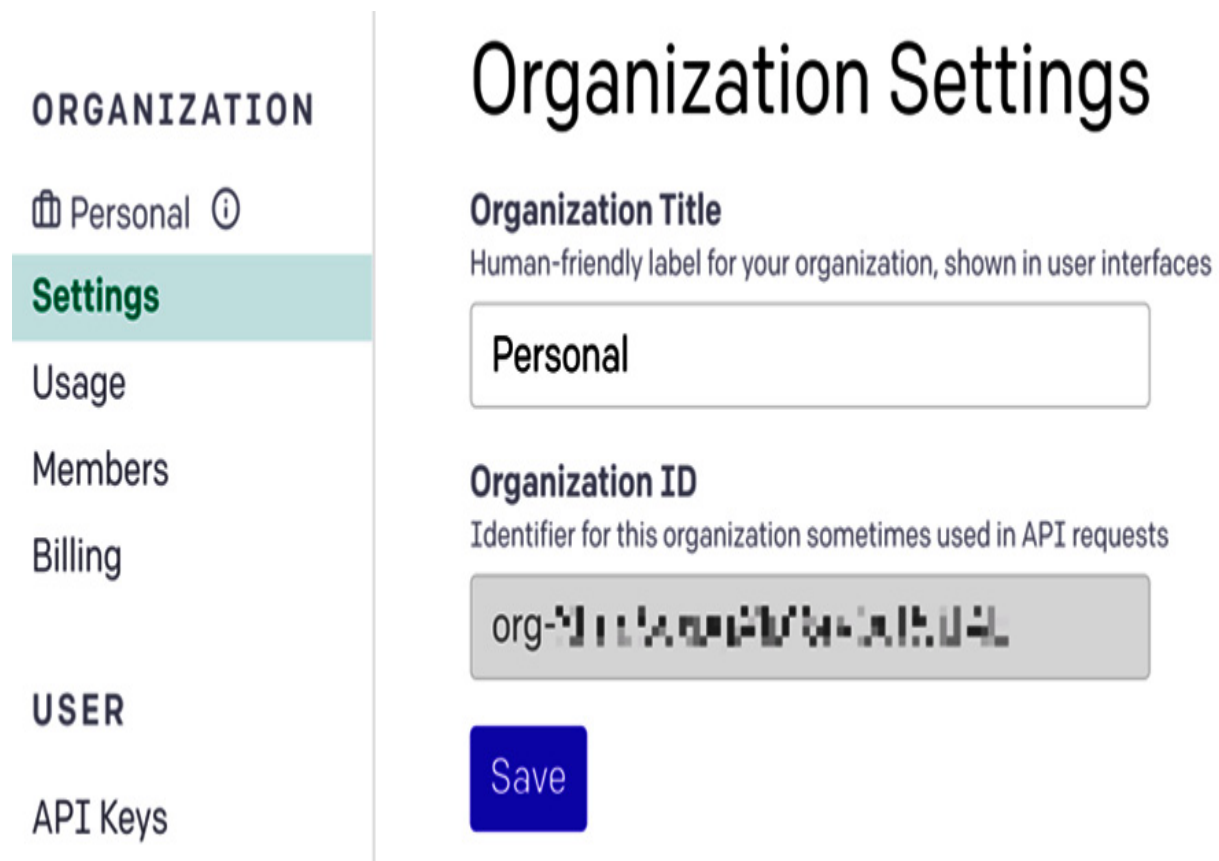 ORGANIZATION
Personal
Settings
Usage
Members
Billing
USER
API Keys
Organization Settings
Organization Title
Human-friendly label for your organization, shown in user interfaces
Personal
Organization ID
Identifier for this organization sometimes used in API requests
org-
Save